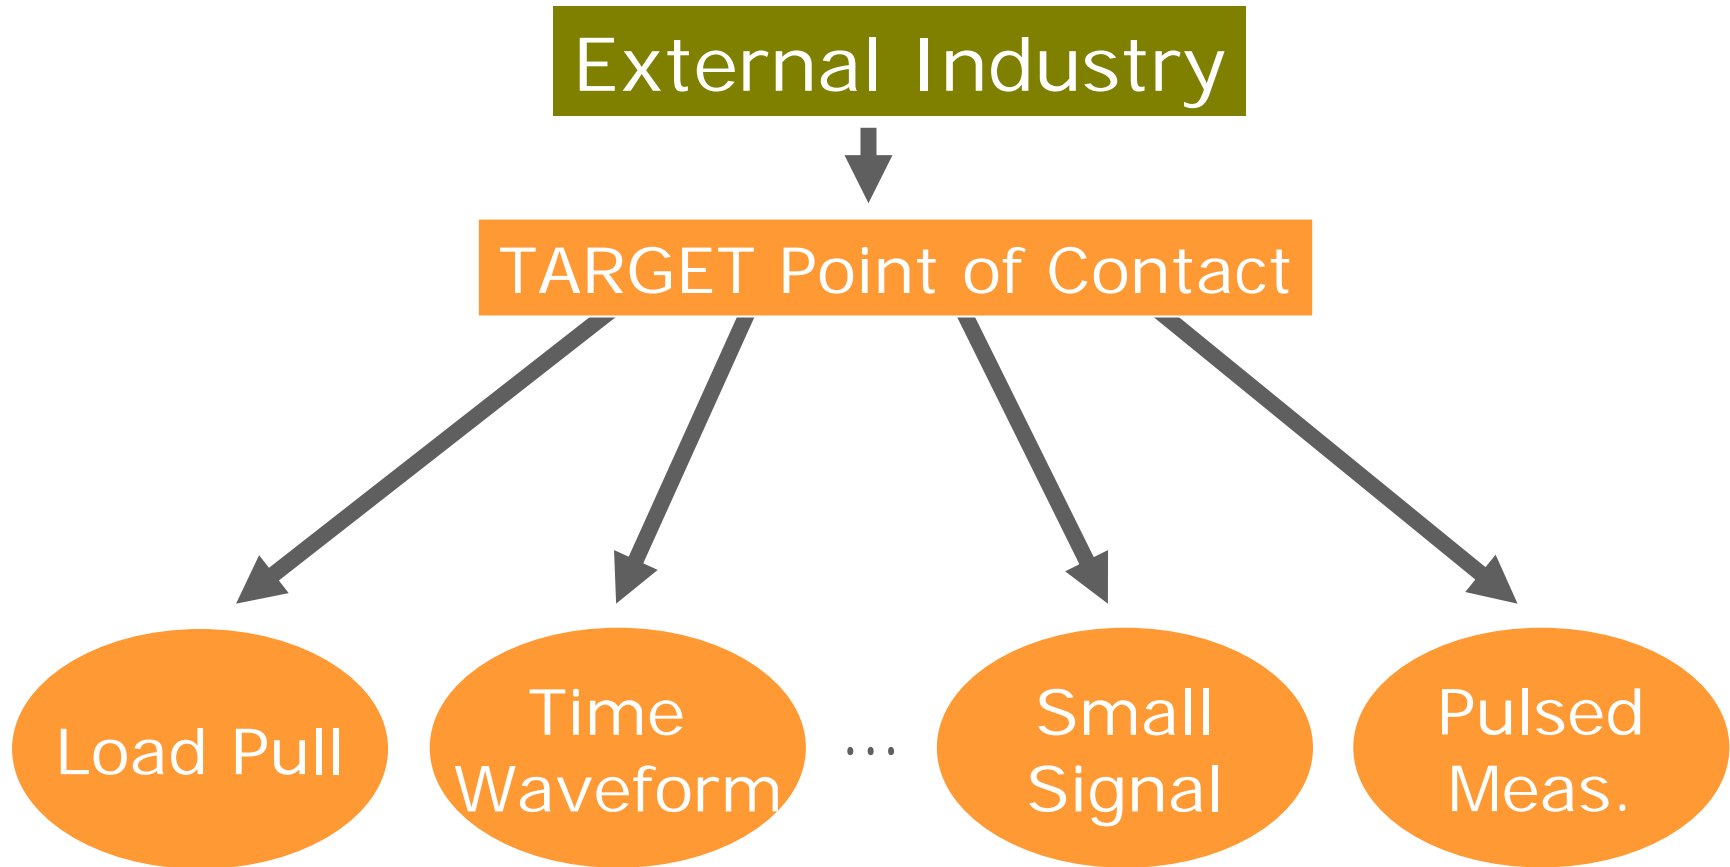 External Industry
TARGET Point of Contact
Load Pull
Time
Waveform
...
Small
Signal
Pulsed
Meas.